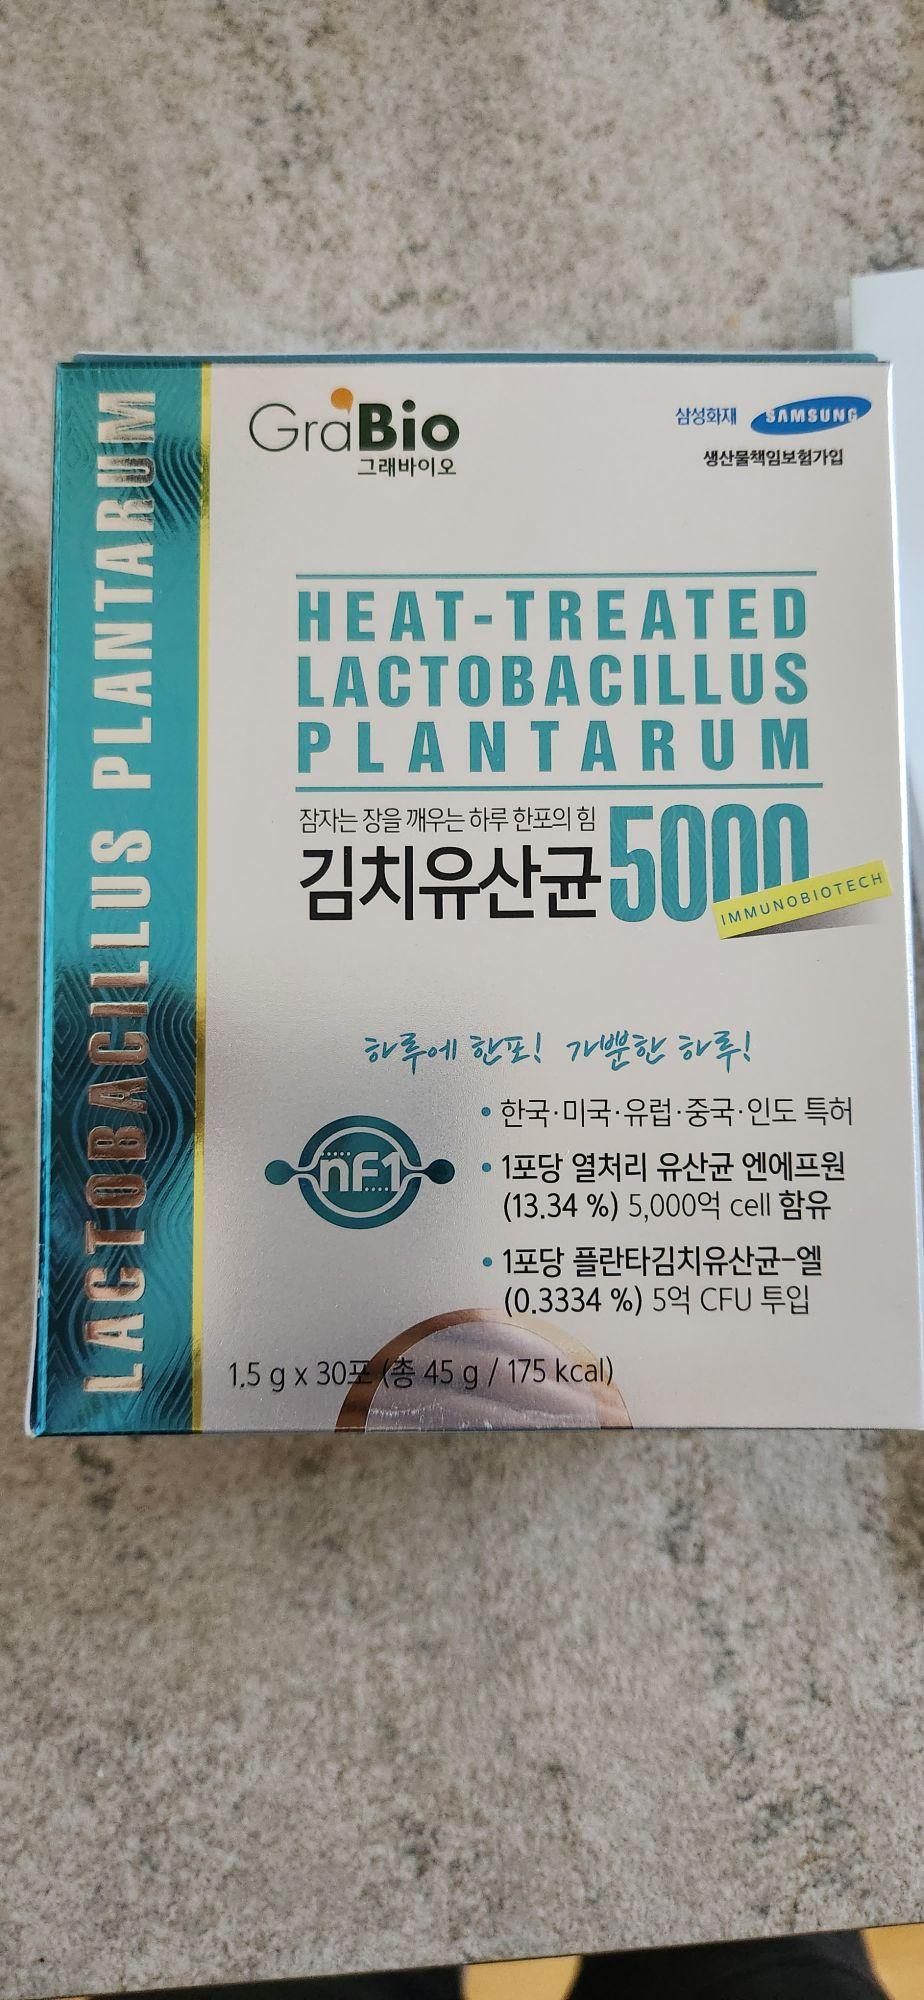 LACTOBACILLUS PLANTARUM
GraBio
그래바이오
삼성화재 SAMSUNG
생산물책임보험가입
HEAT-TREATED
LACTOBACILLUS
PLANTARUM
잠자는 장을 깨우는 하루 한포의 힘
김치유산균 5000
IMMUNOBIOTECH
하루에 한포! 가뿐한 하루!
nF1
• 한국·미국·유럽·중국·인도 특허
• 1포당 열처리 유산균 엔에프원
(13.34 %) 5,000억 cell 함유
• 1포당 플란타김치유산균-엘
(0.3334 %) 5억 CFU 투입
1.5 g x 30포 (총 45 g / 175 kcal)